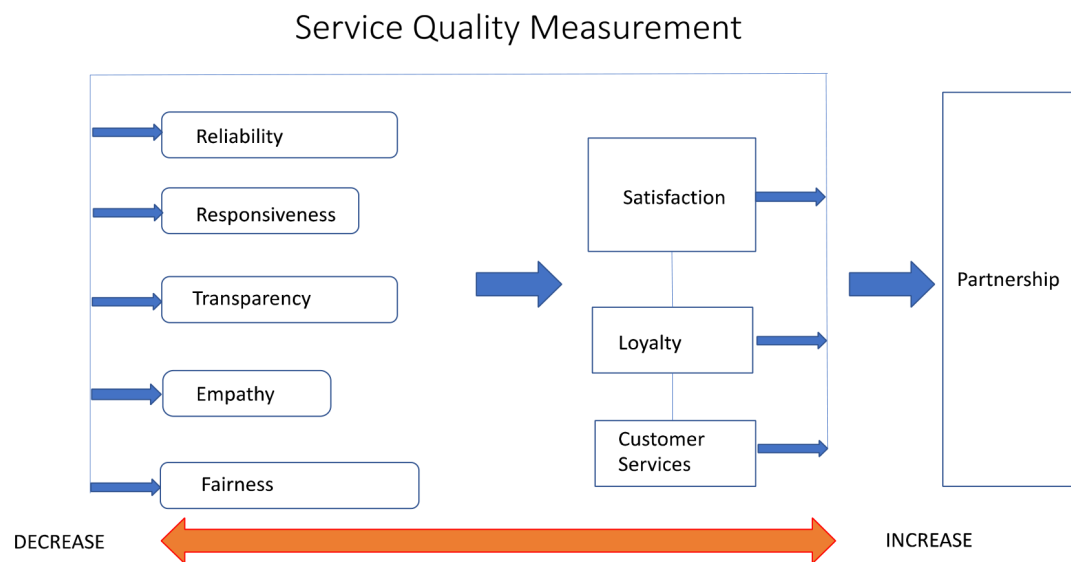 Service Quality Measurement
Reliability
Responsiveness
Transparency
Empathy
Fairness
Satisfaction
Loyalty
Customer
Services
Partnership
DECREASE
INCREASE